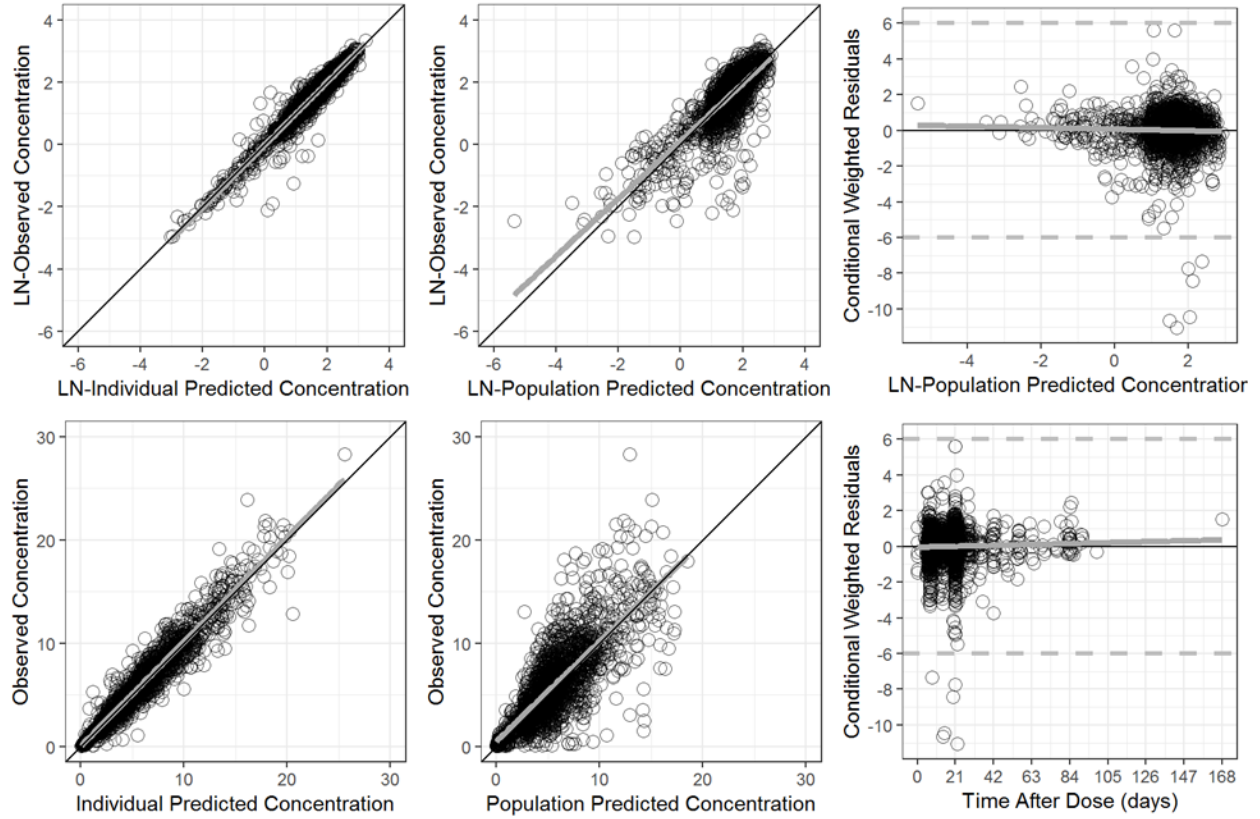 LN-Observed Concentration
4
2
0
-2
-4
-6
-6 -4 -2 0 2 4
LN-Individual Predicted Concentration
LN-Observed Concentration
4
2
0
-2
-4
-6
-6 -4 -2 0 2 4
LN-Population Predicted Concentration
Conditional Weighted Residuals
6
4
2
0
-2
-4
-6
-8
-10
-4 -2 0 2
LN-Population Predicted Concentration
Observed Concentration
30
20
10
0
0 10 20 30
Individual Predicted Concentration
Observed Concentration
30
20
10
0
0 10 20 30
Population Predicted Concentration
Conditional Weighted Residuals
6
4
2
0
-2
-4
-6
-8
-10
0 21 42 63 84 105 126 147 168
Time After Dose (days)